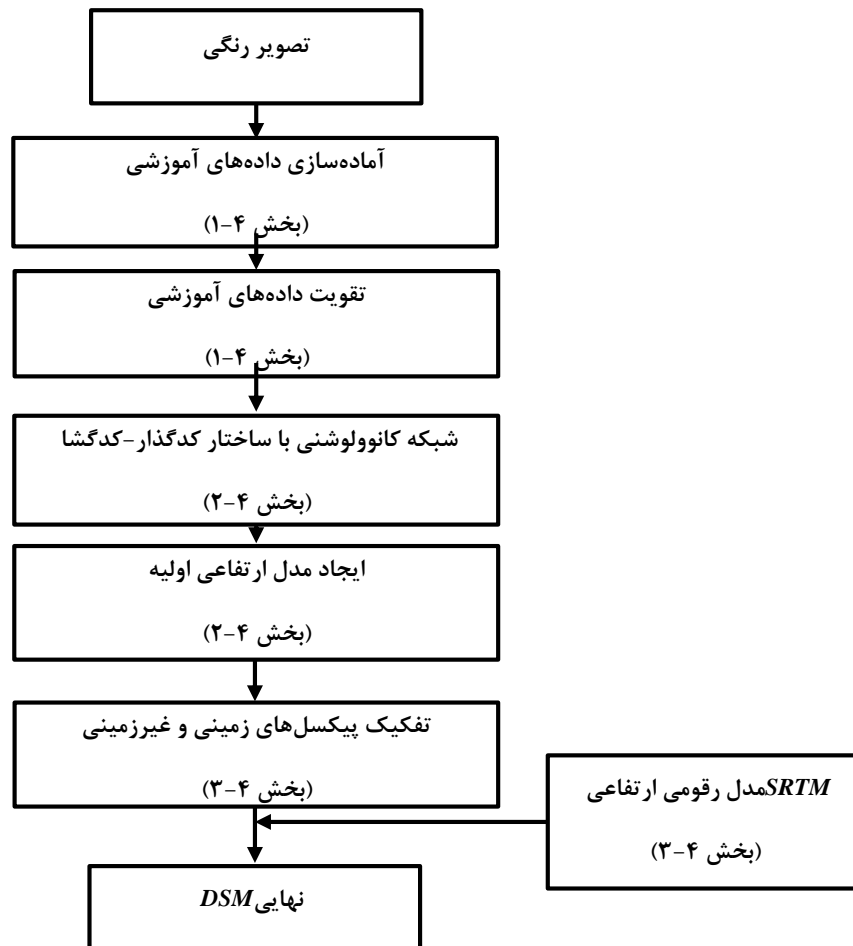 تصویر رنگی
آماده‌سازی داده‌های آموزشی
(بخش ۴-۱)
تقویت داده‌های آموزشی
(بخش ۴-۱)
شبکه کانوولوشنی با ساختار کدگذار-کدگشا
(بخش ۴-۲)
ایجاد مدل ارتفاعی اولیه
(بخش ۴-۲)
تفکیک پیکسل‌های زمینی و غیرزمینی
(بخش ۴-۳)
SRTMمدل رقومی ارتفاعی
(بخش ۴-۳)
نهایی DSM